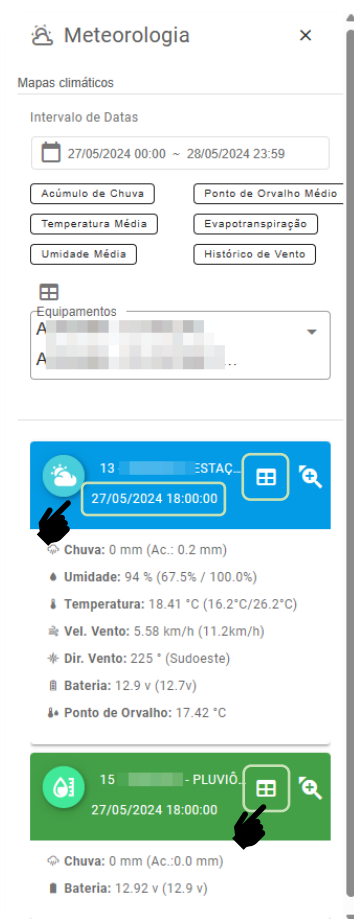 Meteorologia
Mapas climáticos
Intervalo de Datas
27/05/2024 00:00 ~ 28/05/2024 23:59
Acúmulo de Chuva
Ponto de Orvalho Médio
Temperatura Média
Evapotranspiração
Umidade Média
Histórico de Vento
Equipamentos
A
A ...
13 ESTAÇ...
27/05/2024 18:00:00
Chuva: 0 mm (Ac.: 0.2 mm)
Umidade: 94 % (67.5% / 100.0%)
Temperatura: 18.41 °C (16.2°C/26.2°C)
Vel. Vento: 5.58 km/h (11.2km/h)
Dir. Vento: 225 ° (Sudoeste)
Bateria: 12.9 v (12.7v)
Ponto de Orvalho: 17.42 °C
15 - PLUVIÔ...
27/05/2024 18:00:00
Chuva: 0 mm (Ac.:0.0 mm)
Bateria: 12.92 v (12.9 v)